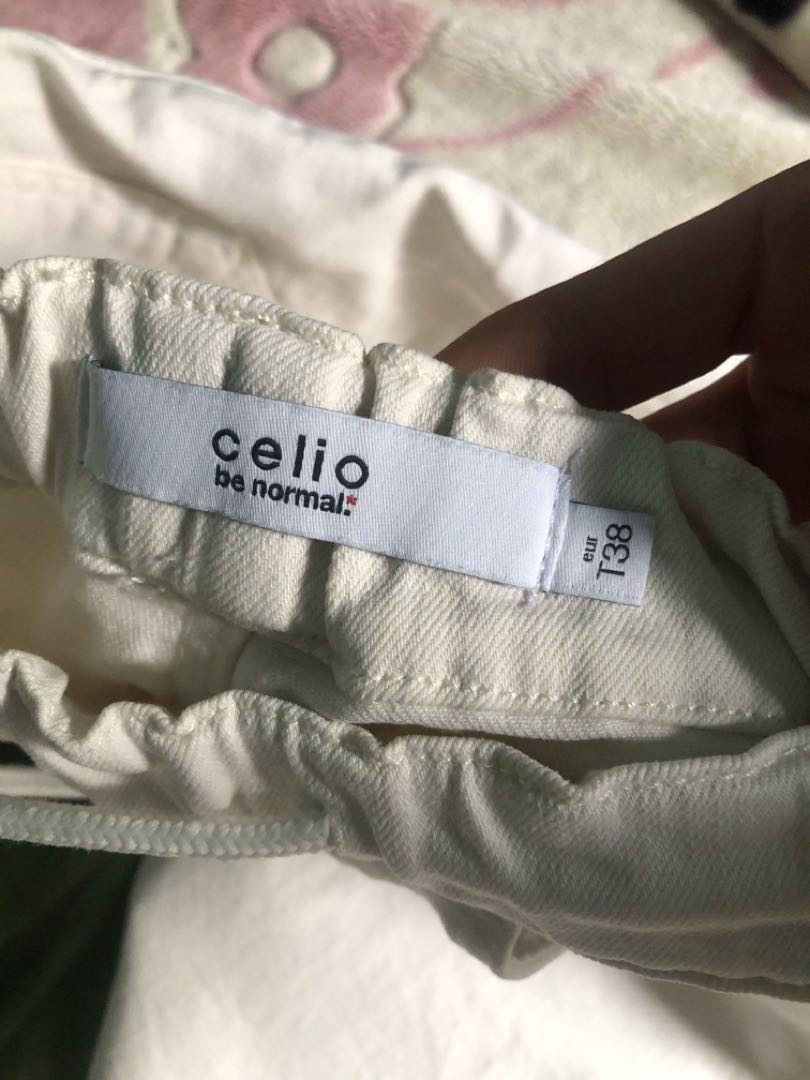 celio
be normal:*
eur
T38